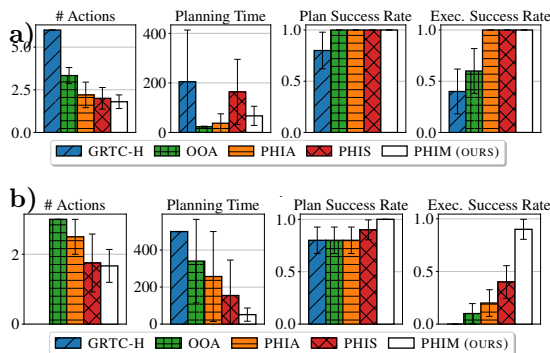 a)
# Actions
Planning Time
Plan Success Rate
Exec. Success Rate
5.0
2.5
0.0
400
200
0
1.0
0.5
0.0
1.0
0.5
0.0
GRTC-H OOA PHIA PHIS PHIM (OURS)
b)
# Actions
Planning Time
Plan Success Rate
Exec. Success Rate
2
0
400
200
0
1.0
0.5
0.0
1.0
0.5
0.0
GRTC-H OOA PHIA PHIS PHIM (OURS)